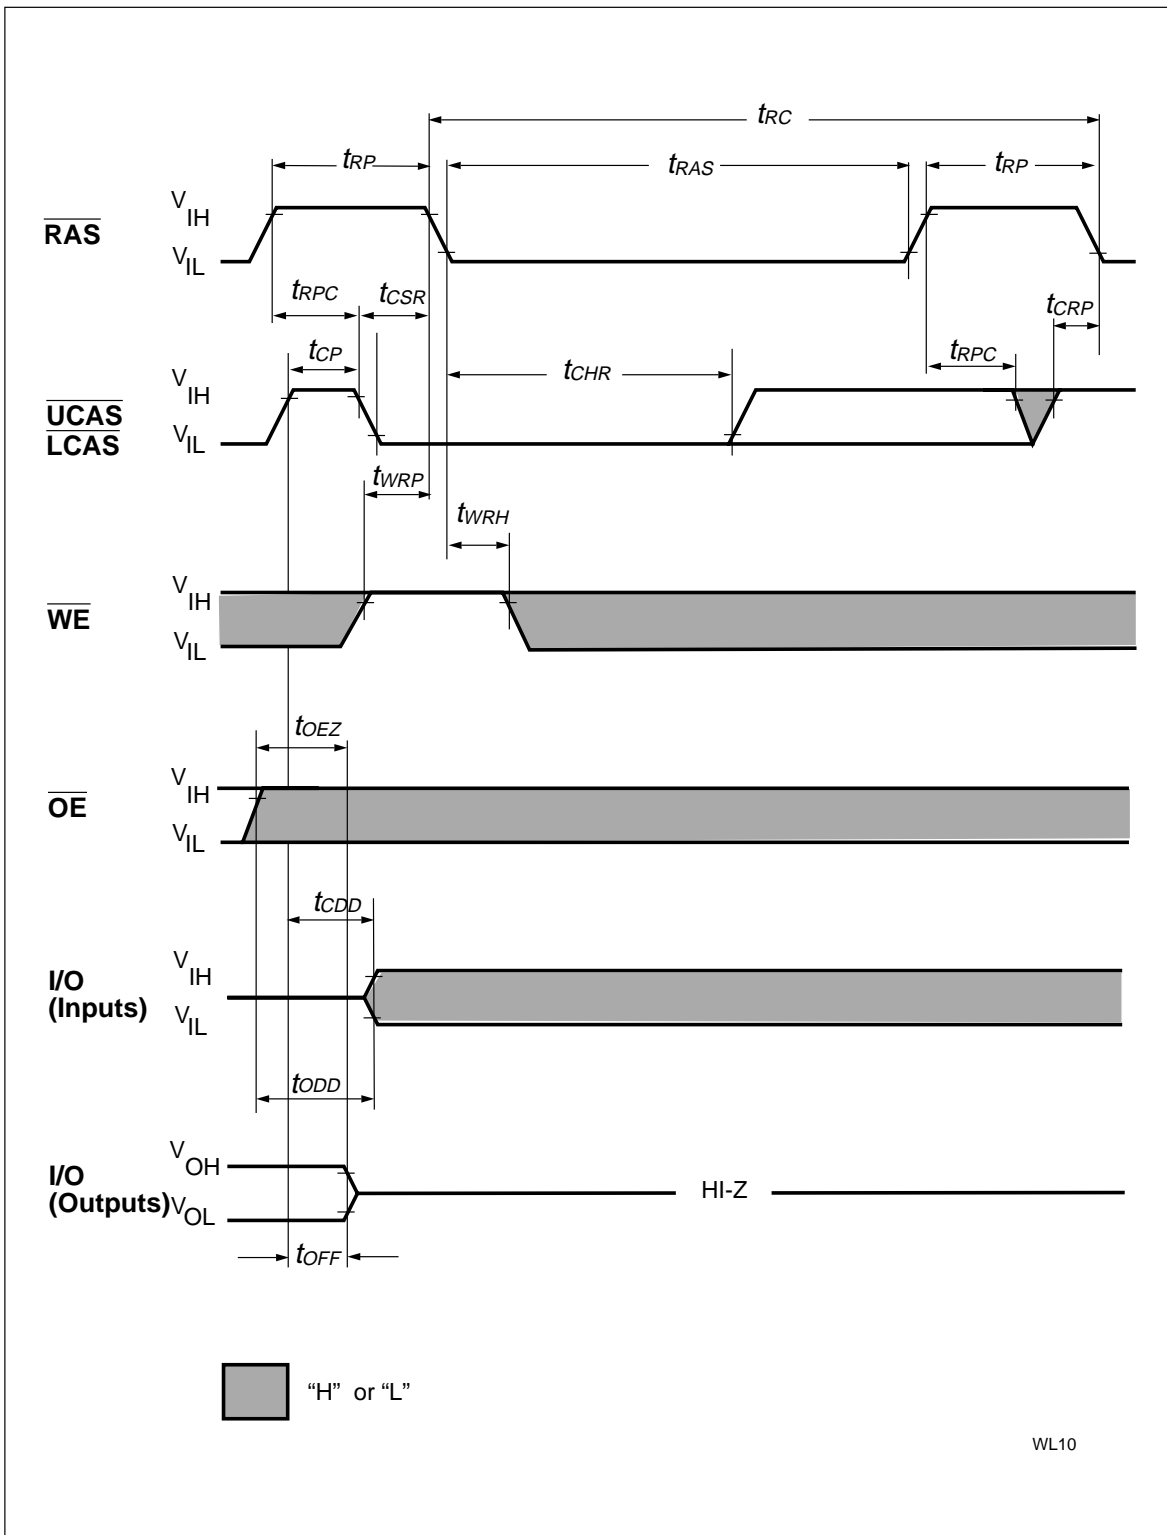 tRC
tRP tRAS tRP
RAS VIH
VIL
tRPC tCSR tCRP
tCP tCHR tRPC
UCAS VIH
LCAS VIL
tWRP
tWRH
WE VIH
VIL
tOEZ
OE VIH
VIL
tCDD
I/O VIH
(Inputs) VIL
tODD
I/O VOH
(Outputs) VOL
HI-Z
tOFF
“H” or “L”
WL10